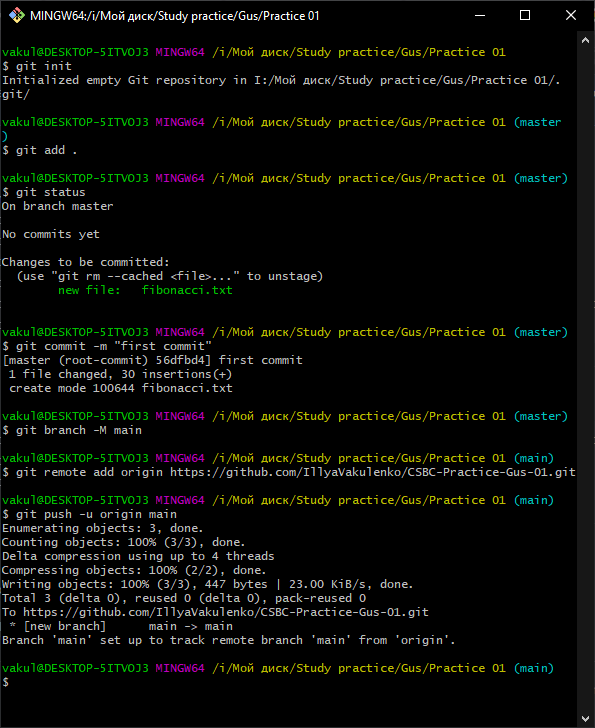 MINGW64:/i/Мой диск/Study practice/Gus/Practice 01
vakul@DESKTOP-5ITVOJ3 MINGW64 /i/Мой диск/Study practice/Gus/Practice 01
$ git init
Initialized empty Git repository in I:/Мой диск/Study practice/Gus/Practice 01/.
git/
vakul@DESKTOP-5ITVOJ3 MINGW64 /i/Мой диск/Study practice/Gus/Practice 01 (master
)
$ git add .
vakul@DESKTOP-5ITVOJ3 MINGW64 /i/Мой диск/Study practice/Gus/Practice 01 (master)
$ git status
On branch master
No commits yet
Changes to be committed:
  (use "git rm --cached <file>..." to unstage)
        new file:   fibonacci.txt
vakul@DESKTOP-5ITVOJ3 MINGW64 /i/Мой диск/Study practice/Gus/Practice 01 (master)
$ git commit -m "first commit"
[master (root-commit) 56dfbd4] first commit
 1 file changed, 30 insertions(+)
 create mode 100644 fibonacci.txt
vakul@DESKTOP-5ITVOJ3 MINGW64 /i/Мой диск/Study practice/Gus/Practice 01 (master)
$ git branch -M main
vakul@DESKTOP-5ITVOJ3 MINGW64 /i/Мой диск/Study practice/Gus/Practice 01 (main)
$ git remote add origin https://github.com/IllyaVakulenko/CSBC-Practice-Gus-01.git
vakul@DESKTOP-5ITVOJ3 MINGW64 /i/Мой диск/Study practice/Gus/Practice 01 (main)
$ git push -u origin main
Enumerating objects: 3, done.
Counting objects: 100% (3/3), done.
Delta compression using up to 4 threads
Compressing objects: 100% (2/2), done.
Writing objects: 100% (3/3), 447 bytes | 23.00 KiB/s, done.
Total 3 (delta 0), reused 0 (delta 0), pack-reused 0
To https://github.com/IllyaVakulenko/CSBC-Practice-Gus-01.git
 * [new branch]      main -> main
Branch 'main' set up to track remote branch 'main' from 'origin'.
vakul@DESKTOP-5ITVOJ3 MINGW64 /i/Мой диск/Study practice/Gus/Practice 01 (main)
$